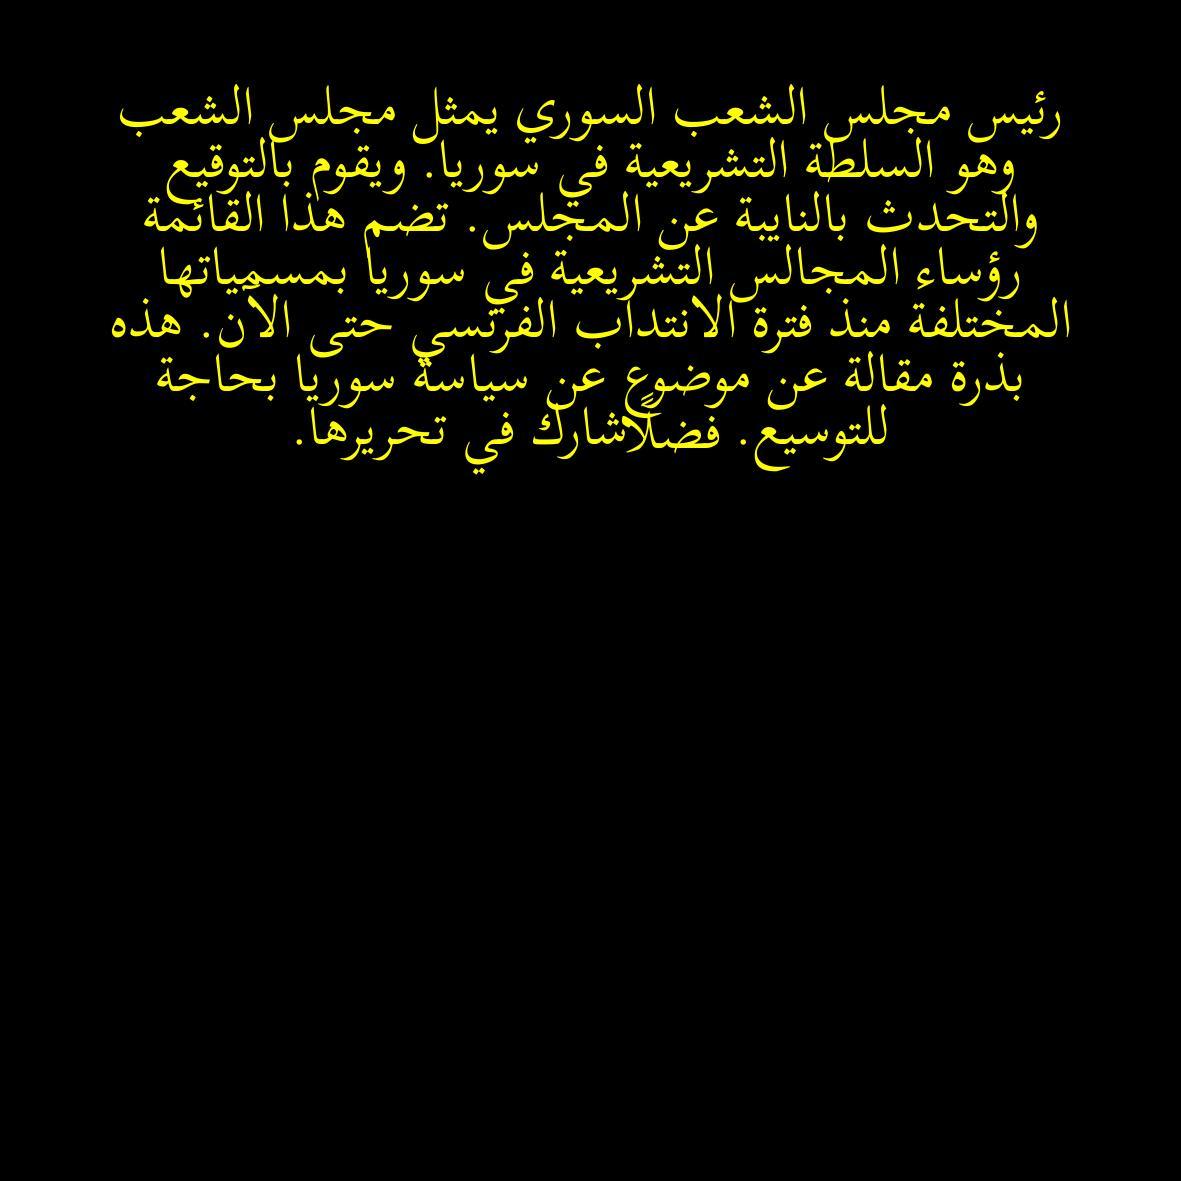 رئيس مجلس الشعب السوري يمثل مجلس الشعب
وهو السلطة التشريعية في سوريا. ويقوم بالتوقيع
والتحدث بالنايبة عن المجلس. تضم هذا القائمة
رؤساء المجالس التشريعية في سوريا بمسمياتها
المختلفة منذ فترة الانتداب الفرنسي حتى الآن. هذه
بذرة مقالة عن موضوع عن سياسة سوريا بحاجة
للتوسيع. فضلًاشارك في تحريرها.